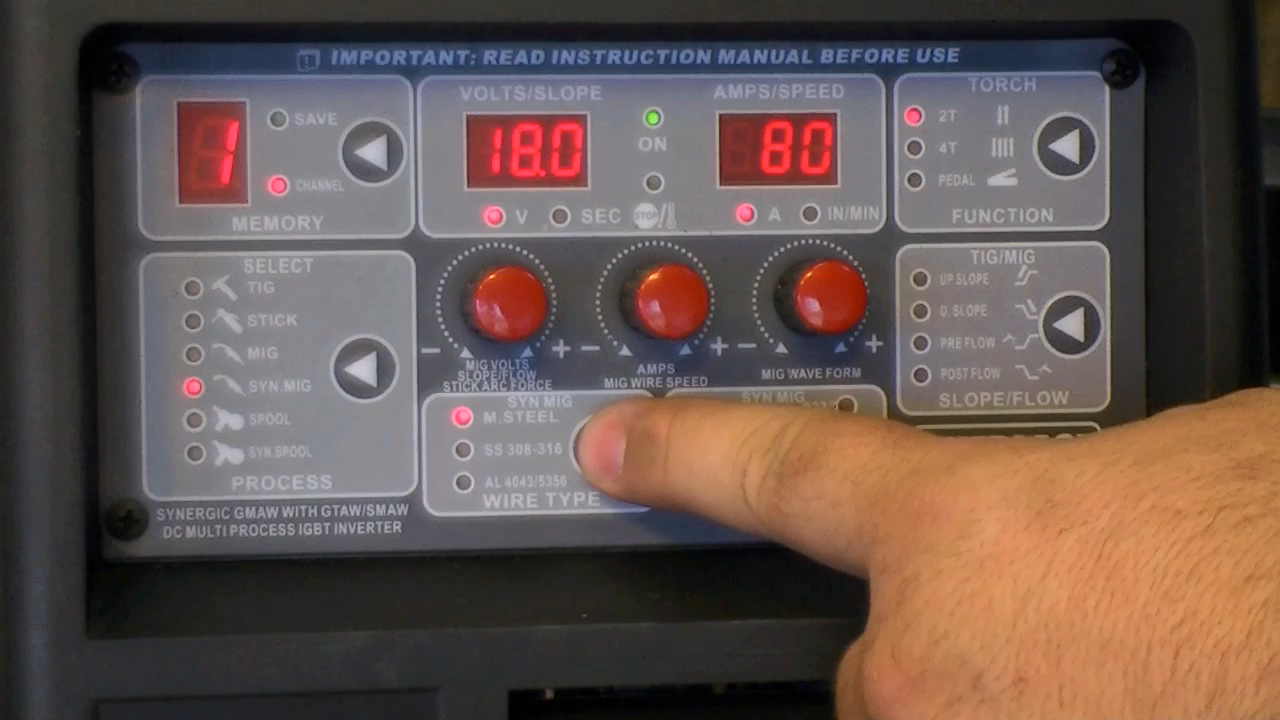 IMPORTANT: READ INSTRUCTION MANUAL BEFORE USE
1
SAVE
CHANNEL
MEMORY
VOLTS/SLOPE
AMPS/SPEED
18.0
ON
80
V
SEC
STOP
A
IN/MIN
TORCH
2T
4T
PEDAL
FUNCTION
SELECT
TIG
STICK
MIG
SYN.MIG
SPOOL
SYN.SPOOL
PROCESS
MIG VOLTS
SLOPE/FLOW
STICK ARC FORCE
AMPS
MIG WIRE SPEED
MIG WAVE FORM
TIG/MIG
UP SLOPE
D. SLOPE
PRE FLOW
POST FLOW
SLOPE/FLOW
SYN MIG
M.STEEL
SS 308-316
AL 4043/5356
WIRE TYPE
SYN MIG
SYNERGIC GMAW WITH GTAW/SMAW
DC MULTI PROCESS IGBT INVERTER